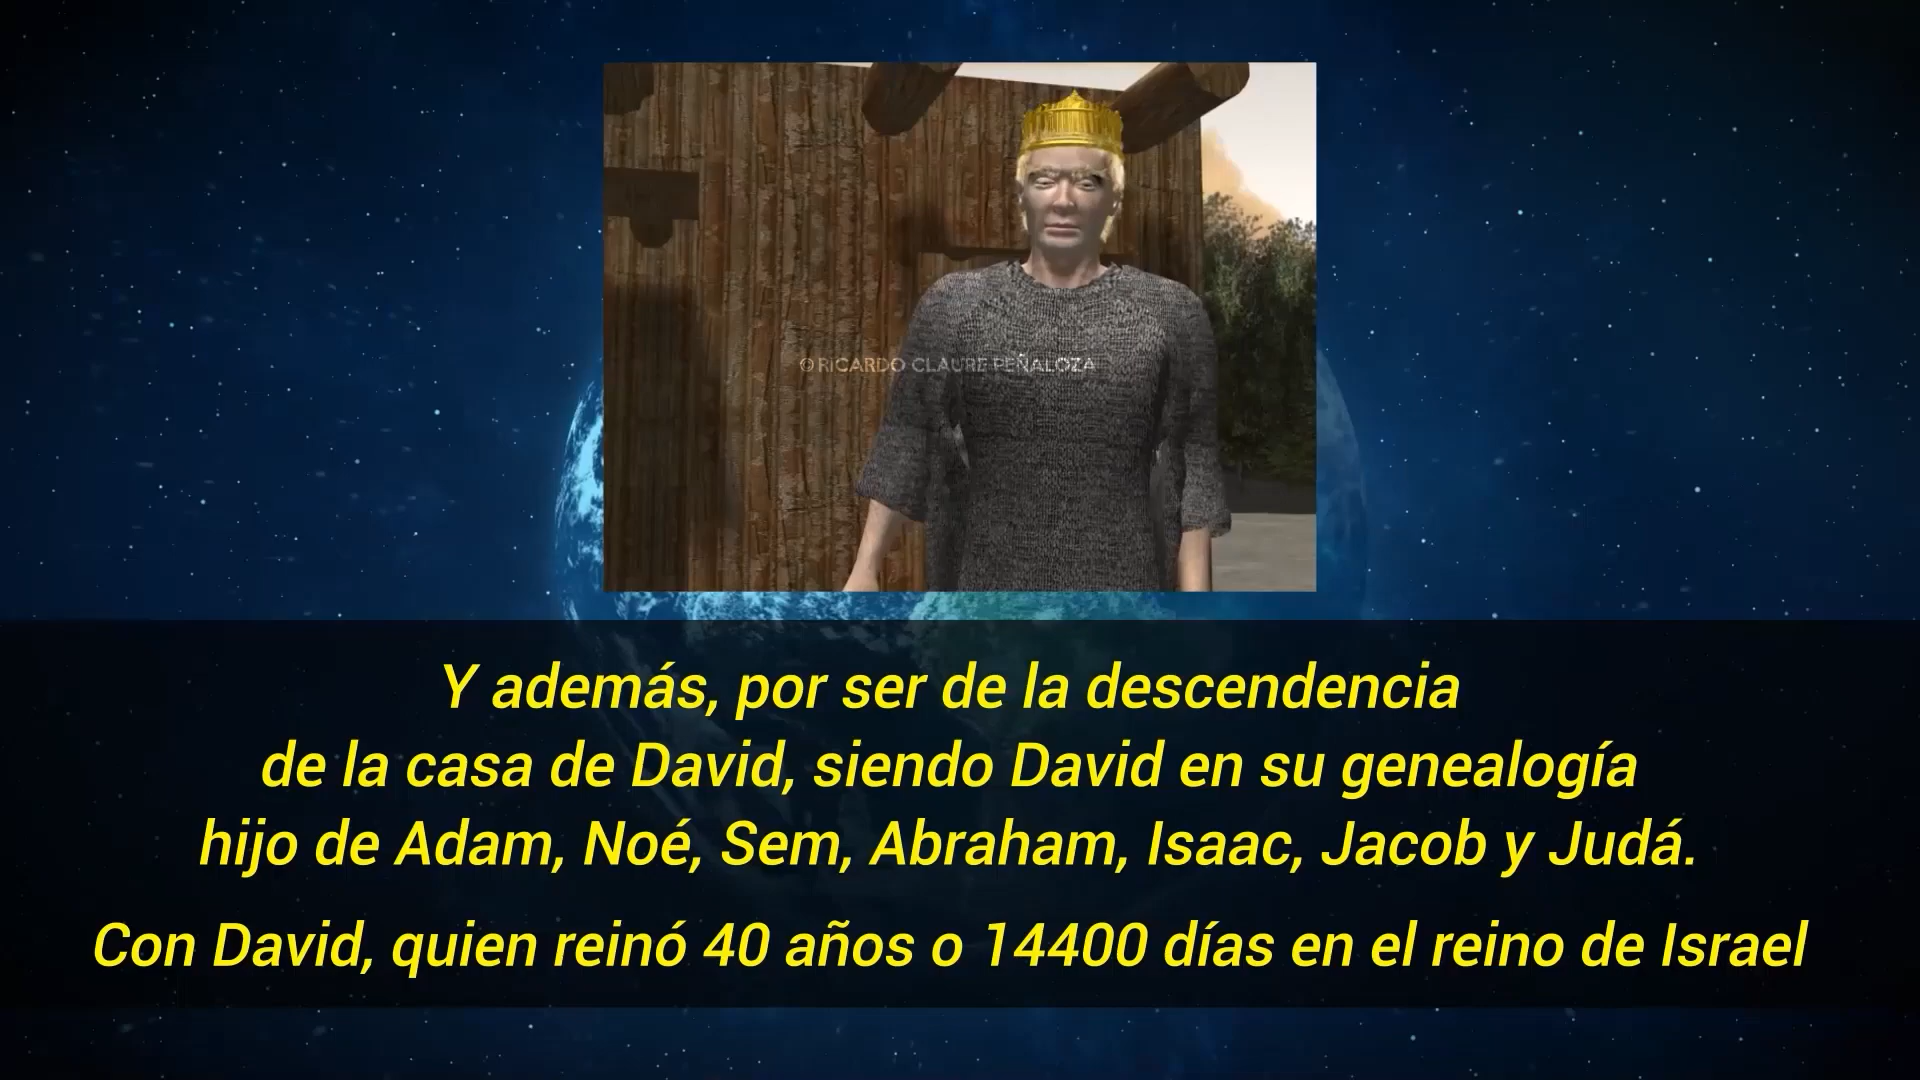 © RICARDO CLAURE PEÑALOZA
Y además, por ser de la descendencia
de la casa de David, siendo David en su genealogía
hijo de Adam, Noé, Sem, Abraham, Isaac, Jacob y Judá.
Con David, quien reinó 40 años o 14400 días en el reino de Israel